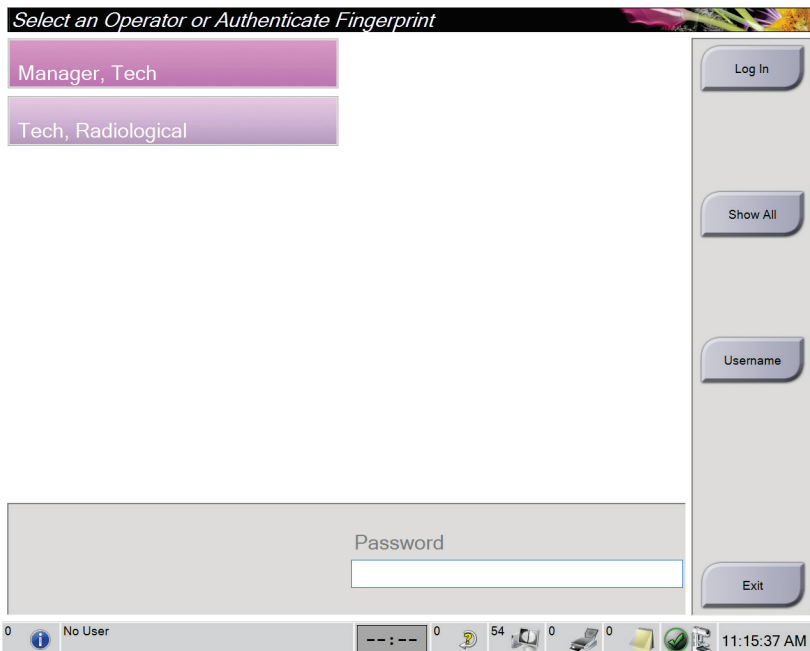 Select an Operator or Authenticate Fingerprint
Manager, Tech
Tech, Radiological
Log In
Show All
Username
Password
Exit
0 No User --:-- 0 54 0 0 11:15:37 AM